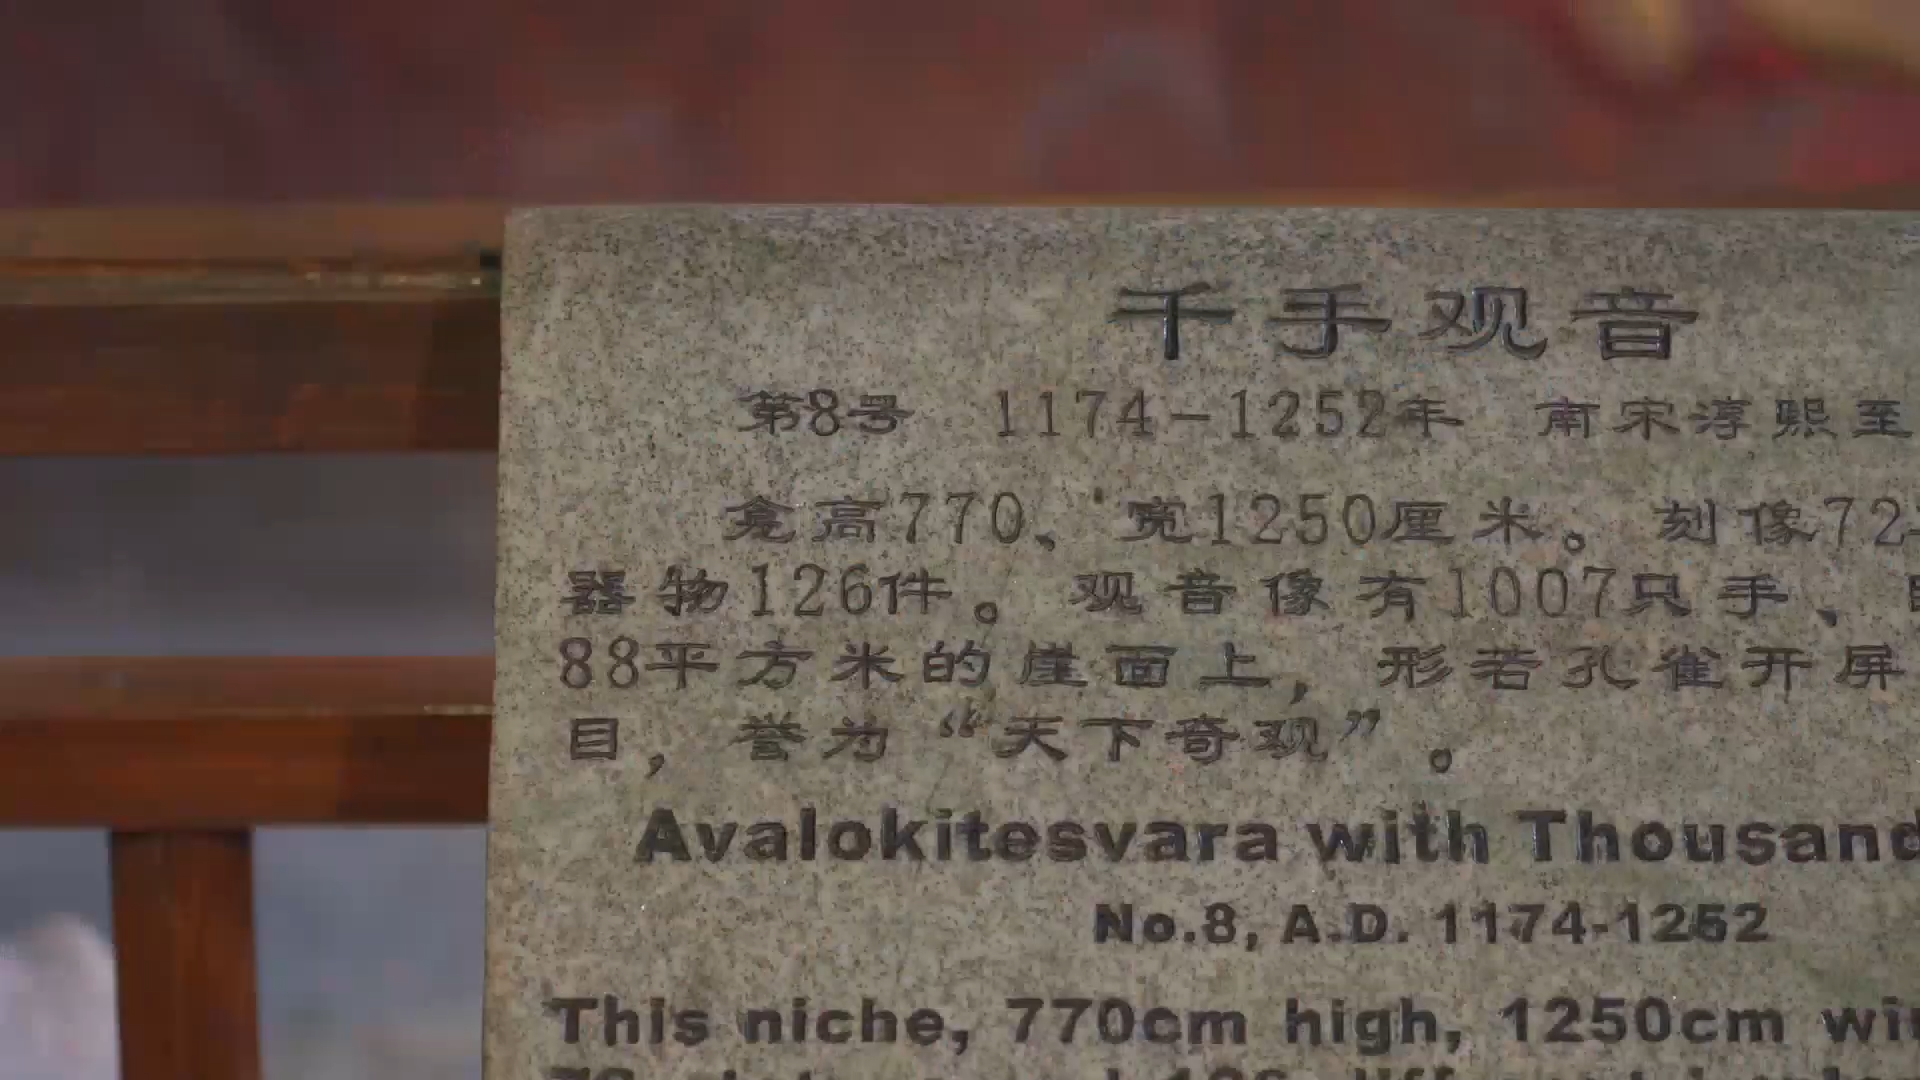 千手观音
第8号 1174-1252年 南宋淳熙至
龛高770、宽1250厘米。刻像72
器物126件。观音像有1007只手、
88平方米的崖面上，形若孔雀开屏
目，誉为“天下奇观”。
Avalokitesvara with Thousand
No.8, A.D. 1174-1252
This niche, 770cm high, 1250cm